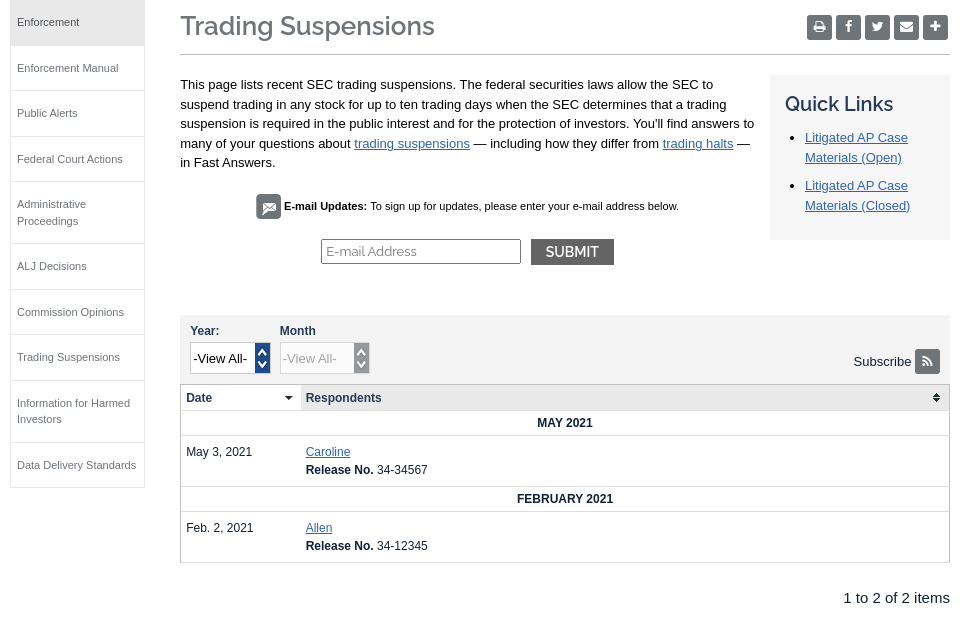 Enforcement
Enforcement Manual
Public Alerts
Federal Court Actions
Administrative
Proceedings
ALJ Decisions
Commission Opinions
Trading Suspensions
Information for Harmed
Investors
Data Delivery Standards
Trading Suspensions
This page lists recent SEC trading suspensions. The federal securities laws allow the SEC to
suspend trading in any stock for up to ten trading days when the SEC determines that a trading
suspension is required in the public interest and for the protection of investors. You'll find answers to
many of your questions about trading suspensions — including how they differ from trading halts —
in Fast Answers.
E-mail Updates: To sign up for updates, please enter your e-mail address below.
E-mail Address
SUBMIT
Quick Links
Litigated AP Case
Materials (Open)
Litigated AP Case
Materials (Closed)
Year: Month
-View All- -View All-
Subscribe
Date Respondents
MAY 2021
May 3, 2021 Caroline
Release No. 34-34567
FEBRUARY 2021
Feb. 2, 2021 Allen
Release No. 34-12345
1 to 2 of 2 items